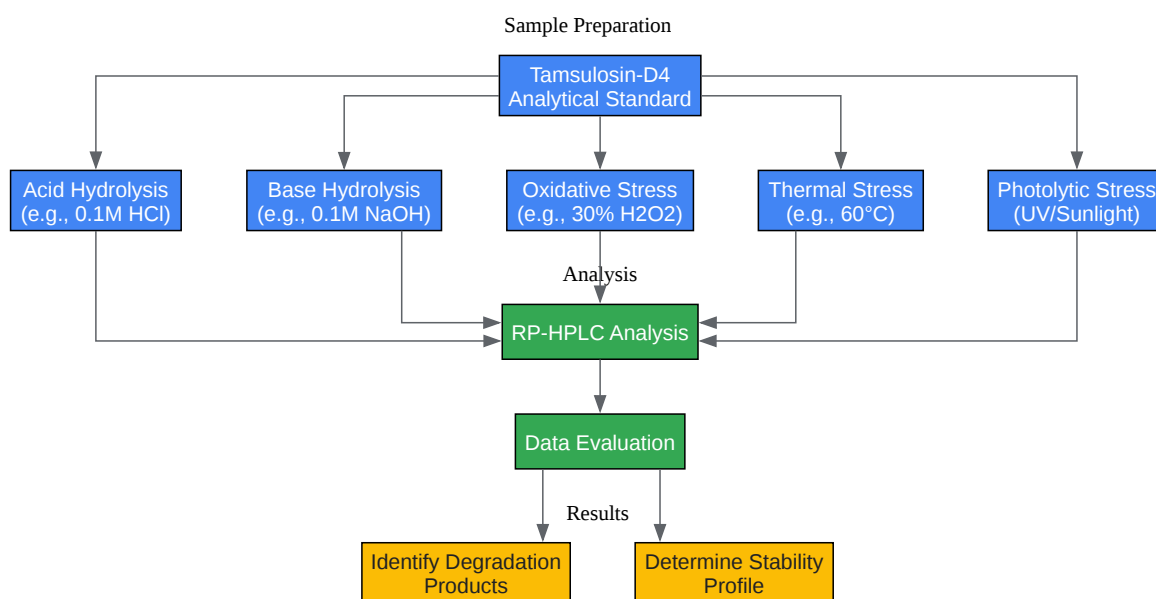 Sample Preparation
Tamsulosin-D4
Analytical Standard
Acid Hydrolysis
(e.g., 0.1M HCl)
Base Hydrolysis
(e.g., 0.1M NaOH)
Oxidative Stress
(e.g., 30% H2O2)
Thermal Stress
(e.g., 60°C)
Photolytic Stress
(UV/Sunlight)
Analysis
RP-HPLC Analysis
Data Evaluation
Results
Identify Degradation
Products
Determine Stability
Profile